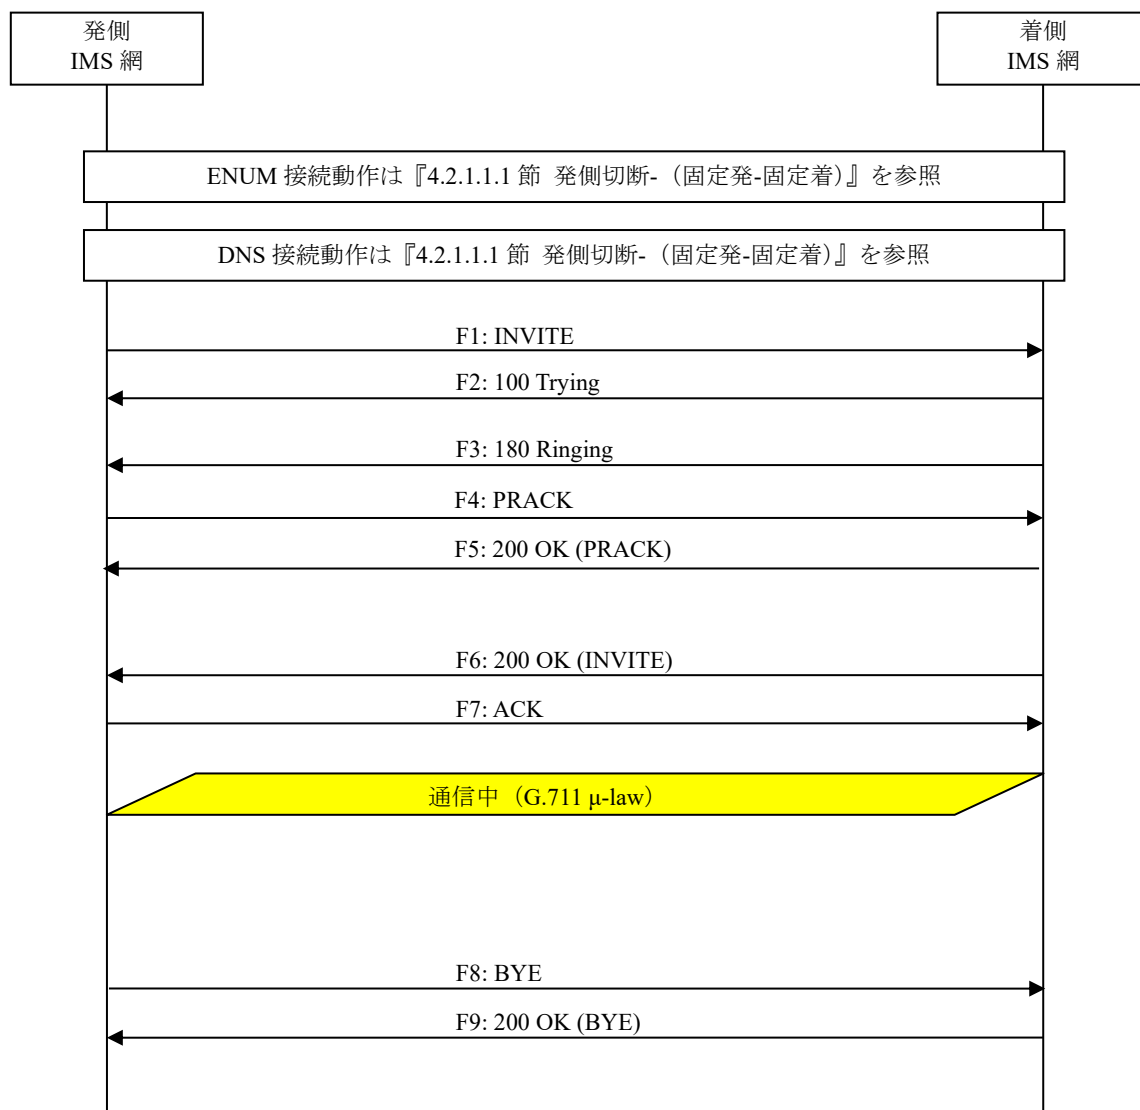 発側
IMS 網
着側
IMS 網
ENUM 接続動作は『4.2.1.1.1 節 発側切断-（固定発-固定着）』を参照
DNS 接続動作は『4.2.1.1.1 節 発側切断-（固定発-固定着）』を参照
F1: INVITE
F2: 100 Trying
F3: 180 Ringing
F4: PRACK
F5: 200 OK (PRACK)
F6: 200 OK (INVITE)
F7: ACK
通信中（G.711 μ-law）
F8: BYE
F9: 200 OK (BYE)